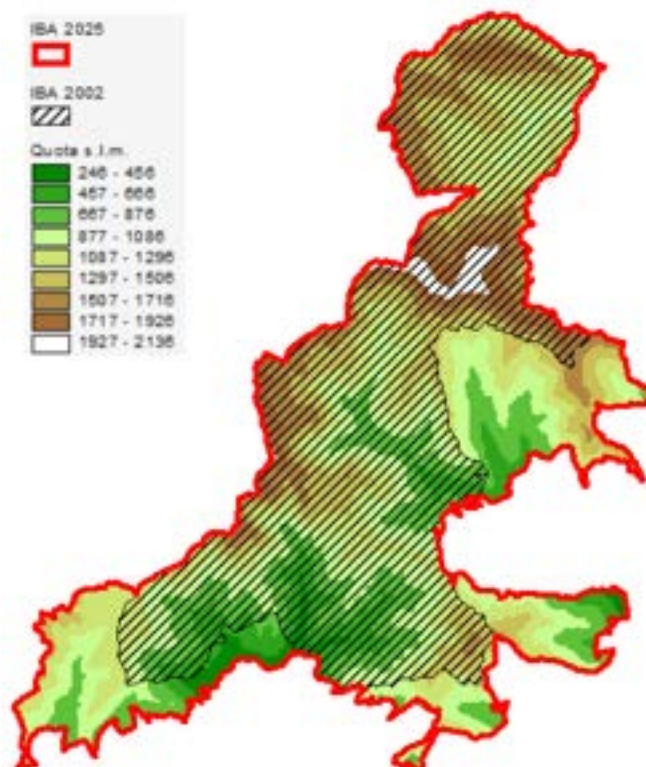 IBA 2025
IBA 2002
Quota s.l.m.
246 - 456
457 - 666
667 - 876
877 - 1086
1087 - 1296
1297 - 1506
1507 - 1716
1717 - 1926
1927 - 2136